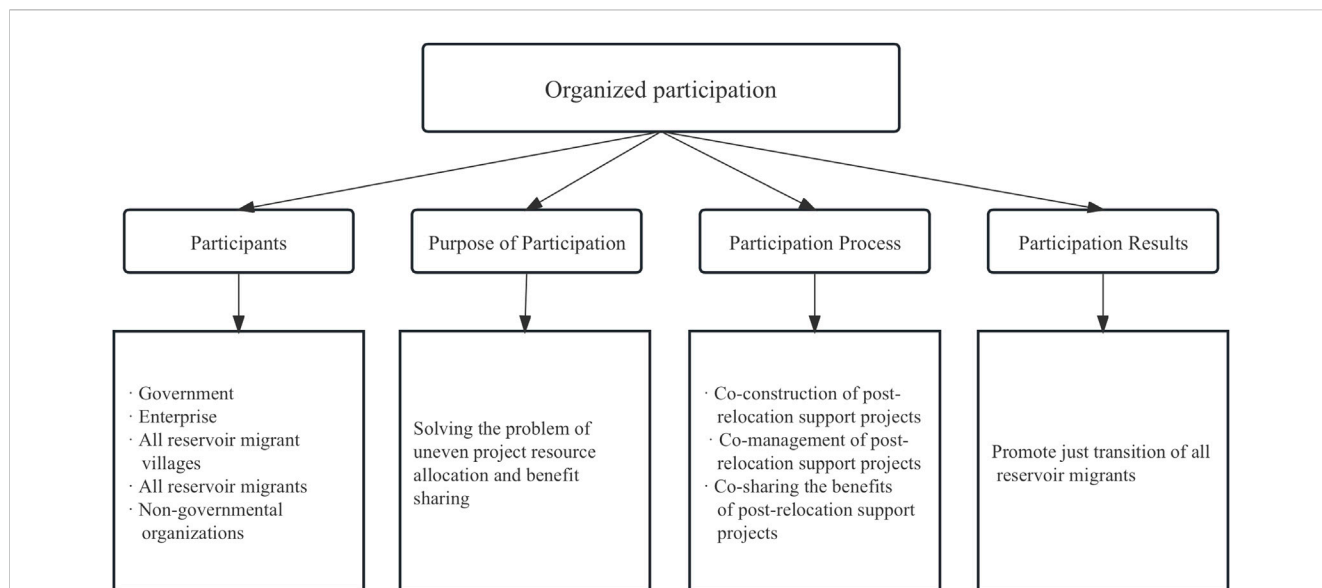 Organized participation
Participants
Purpose of Participation
Participation Process
Participation Results
· Government
· Enterprise
· All reservoir migrant
villages
· All reservoir migrants
· Non-governmental
organizations
Solving the problem of
uneven project resource
allocation and benefit
sharing
· Co-construction of post-
relocation support projects
· Co-management of post-
relocation support projects
· Co-sharing the benefits
of post-relocation support
projects
Promote just transition of all
reservoir migrants